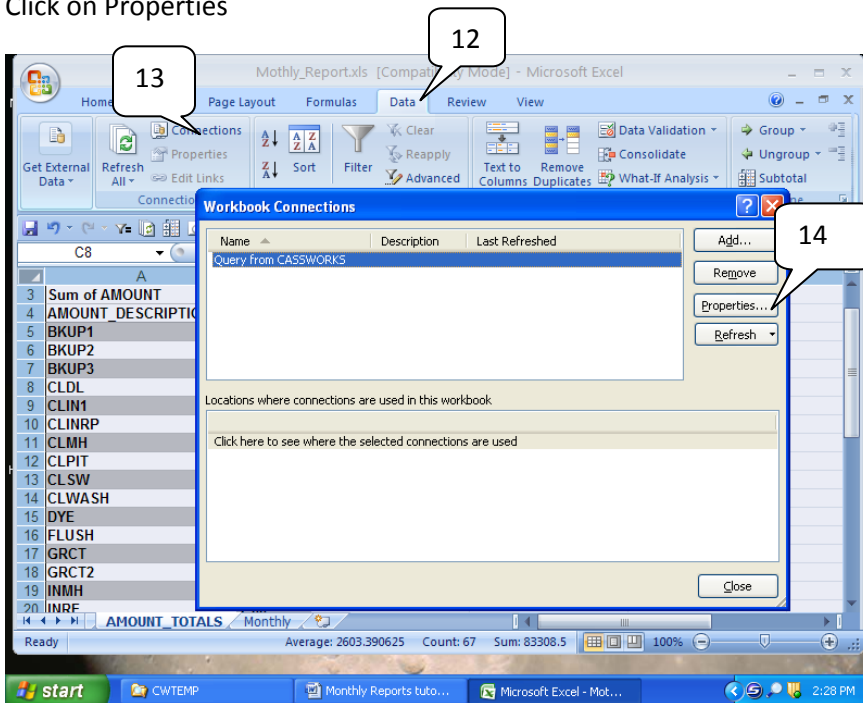 Click on Properties
12
13
14
Mothly_Report.xls [Compatibility Mode] - Microsoft Excel
Page Layout Formulas Data Review View
Get External Data
Refresh All
Connections
Properties
Edit Links
Sort
Filter
Clear
Reapply
Advanced
Text to Columns
Remove Duplicates
Data Validation
Consolidate
What-If Analysis
Group
Ungroup
Subtotal
Workbook Connections
Name Description Last Refreshed
Query from CASSWORKS
Add...
Remove
Properties...
Refresh
Locations where connections are used in this workbook
Click here to see where the selected connections are used
Close
C8
A
3 Sum of AMOUNT
4
5 BKUP1
6 BKUP2
7 BKUP3
8 CLDL
9 CLIN1
10 CLINRP
11 CLMH
12 CLPIT
13 CLSW
14 CLWASH
15 DYE
16 FLUSH
17 GRCT
18 GRCT2
19 INMH
20
AMOUNT_TOTALS Monthly
Ready Average: 2603.390625 Count: 67 Sum: 83308.5 100%
start CWTEMP Monthly Reports tuto... Microsoft Excel - Mot... 2:28 PM